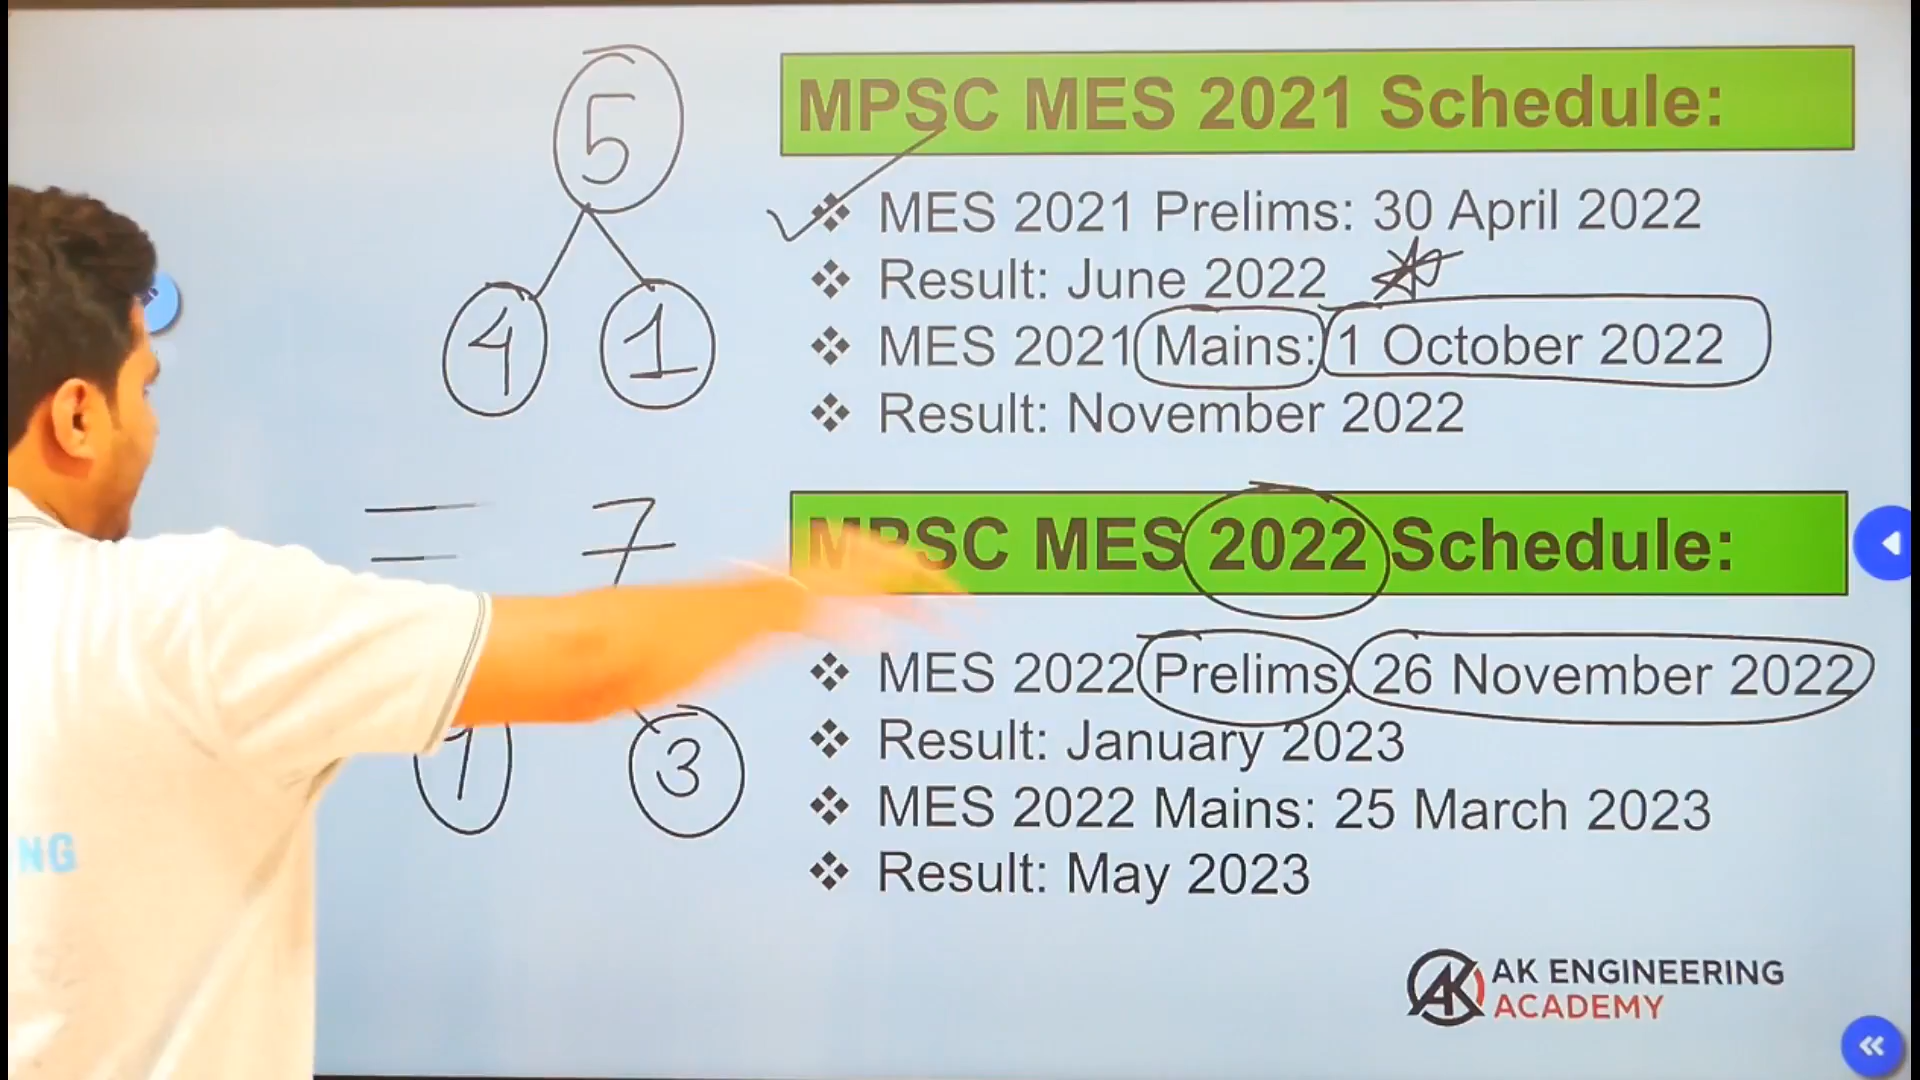 5
4 1
= 7
3
MPSC MES 2021 Schedule:
❖ MES 2021 Prelims: 30 April 2022
❖ Result: June 2022
❖ MES 2021 Mains: 1 October 2022
❖ Result: November 2022
MPSC MES 2022 Schedule:
❖ MES 2022 Prelims: 26 November 2022
❖ Result: January 2023
❖ MES 2022 Mains: 25 March 2023
❖ Result: May 2023
AK ENGINEERING
ACADEMY
NG